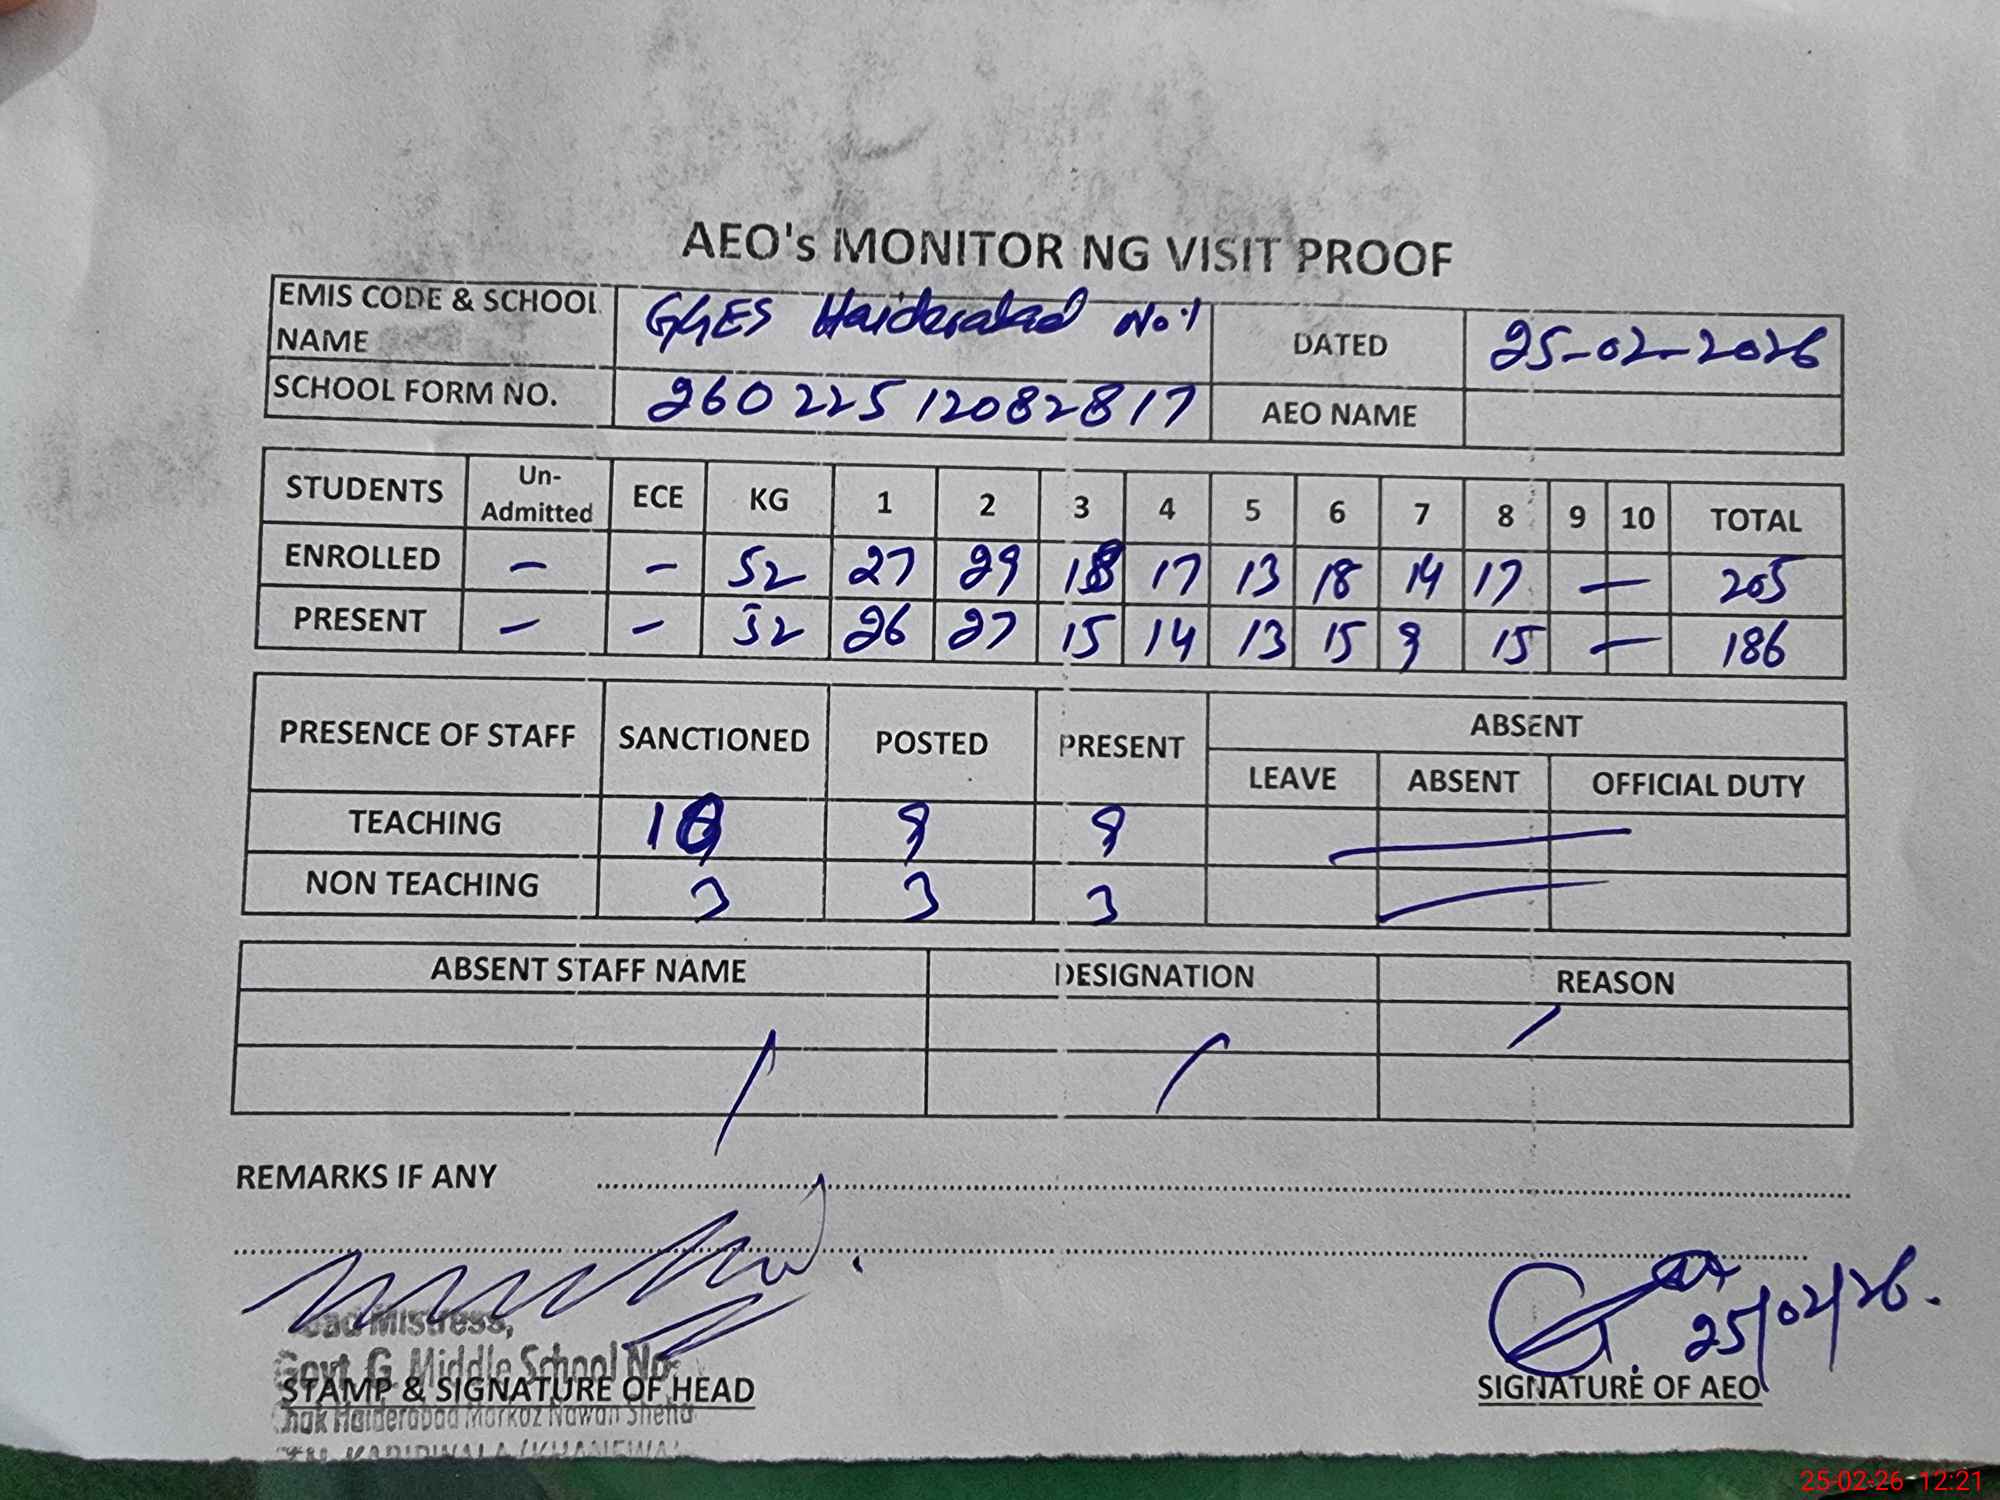 AEO's MONITOR NG VISIT PROOF
EMIS CODE & SCHOOL NAME GGES Haiderabad No.1 DATED 25-02-2026
SCHOOL FORM NO. 26022512082817 AEO NAME
STUDENTS Un-Admitted ECE KG 1 2 3 4 5 6 7 8 9 10 TOTAL
ENROLLED – – 52 27 29 18 17 13 18 14 17 — 205
PRESENT – – 52 26 27 15 14 13 15 9 15 — 186
PRESENCE OF STAFF SANCTIONED POSTED PRESENT ABSENT
LEAVE ABSENT OFFICIAL DUTY
TEACHING 10 9 9
NON TEACHING 3 3 3
ABSENT STAFF NAME DESIGNATION REASON
REMARKS IF ANY
25/02/26.
Mistress,
Govt. G. Middle School No.
STAMP & SIGNATURE OF HEAD SIGNATURE OF AEO
Haiderabad Markaz Nawan
25-02-26 12:21